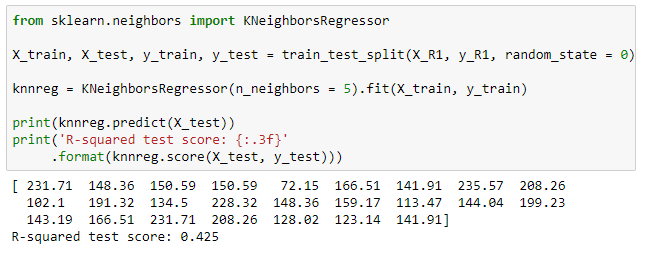 from sklearn.neighbors import KNeighborsRegressor
X_train, X_test, y_train, y_test = train_test_split(X_R1, y_R1, random_state = 0)
knnreg = KNeighborsRegressor(n_neighbors = 5).fit(X_train, y_train)
print(knnreg.predict(X_test))
print('R-squared test score: {:.3f}'
.format(knnreg.score(X_test, y_test)))
[ 231.71 148.36 150.59 150.59 72.15 166.51 141.91 235.57 208.26
102.1 191.32 134.5 228.32 148.36 159.17 113.47 144.04 199.23
143.19 166.51 231.71 208.26 128.02 123.14 141.91]
R-squared test score: 0.425